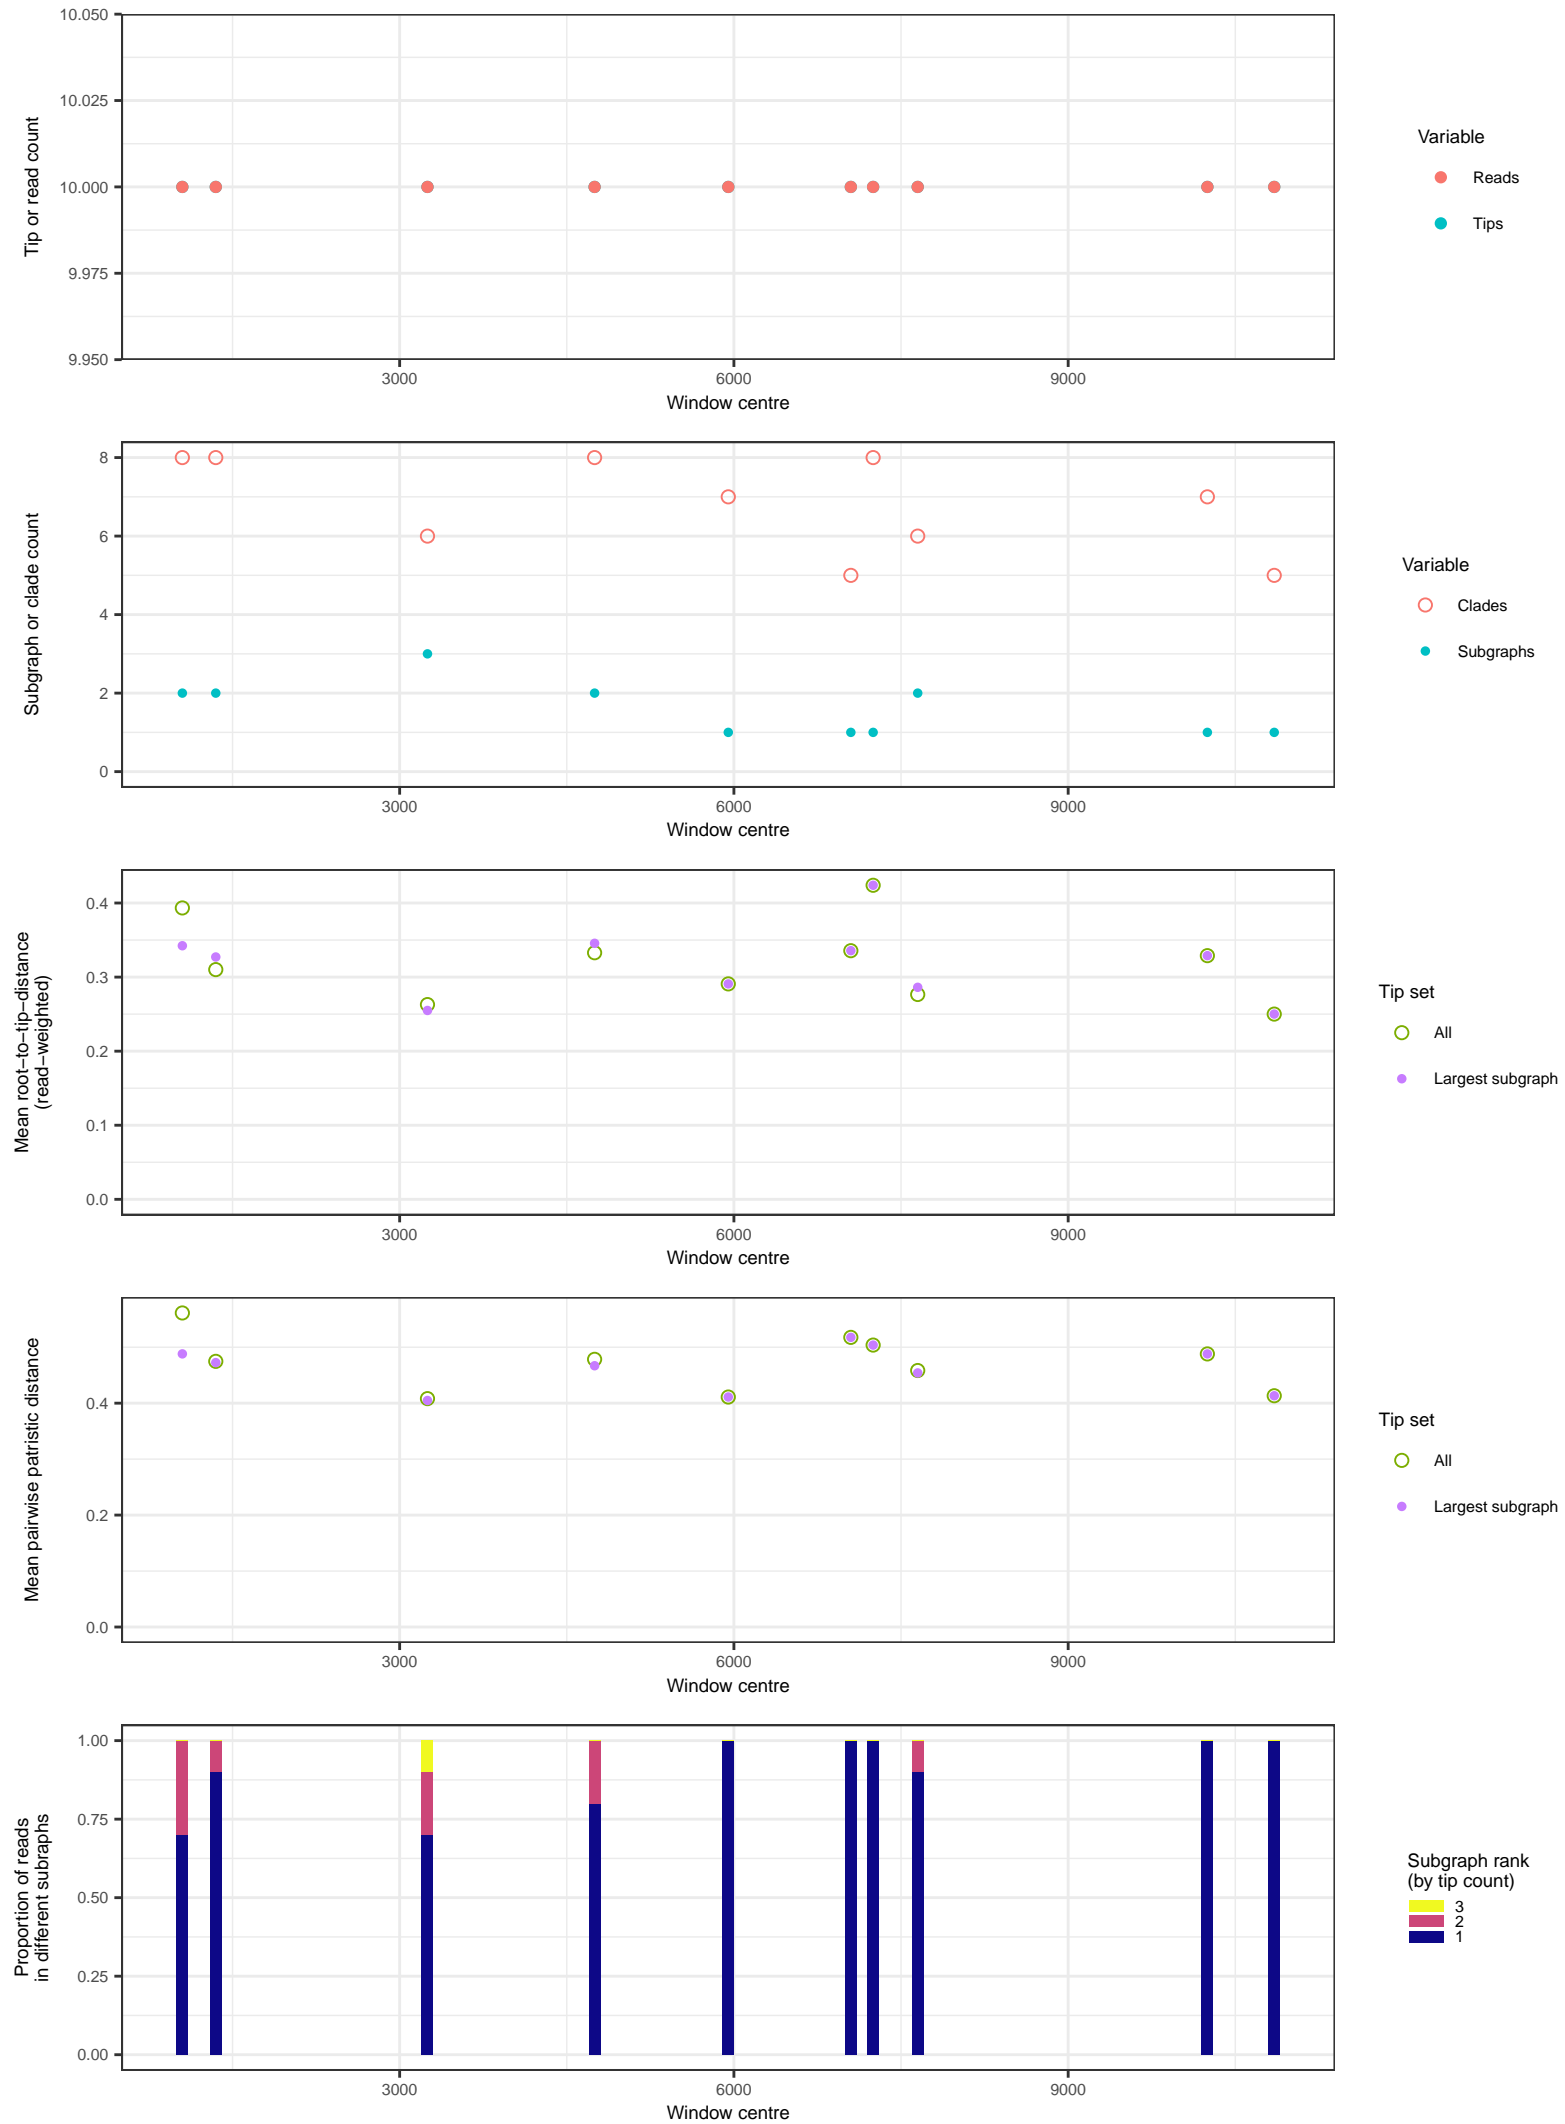 10.050
10.025
10.000
9.975
9.950
Tip or read count
3000
6000
9000
Window centre
Variable
Reads
Tips
8
6
4
2
0
Subgraph or clade count
3000
6000
9000
Window centre
Variable
Clades
Subgraphs
0.4
0.3
0.2
0.1
0.0
Mean root−to−tip−distance
(read−weighted)
3000
6000
9000
Window centre
Tip set
All
Largest subgraph
0.4
0.2
0.0
Mean pairwise patristic distance
3000
6000
9000
Window centre
Tip set
All
Largest subgraph
1.00
0.75
0.50
0.25
0.00
Proportion of reads
in different subraphs
3000
6000
9000
Window centre
Subgraph rank
(by tip count)
3
2
1